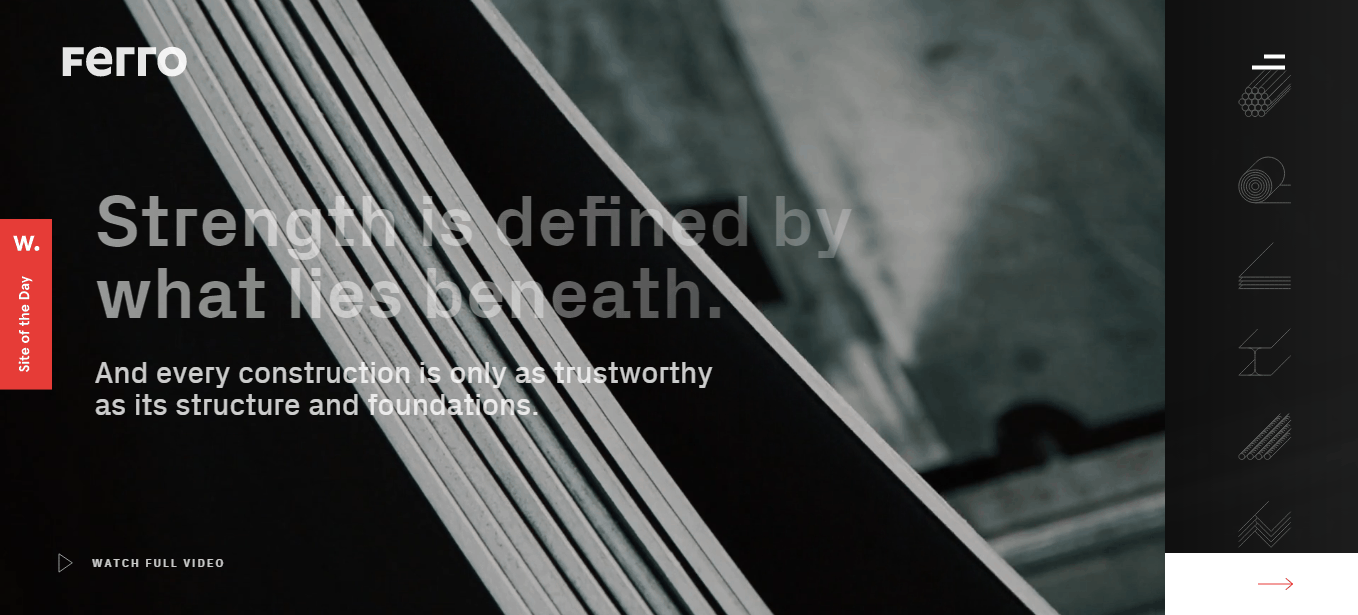 Ferro
Strength is defined by
what lies beneath.
And every construction is only as trustworthy
as its structure and foundations.
W.
Site of the Day
WATCH FULL VIDEO